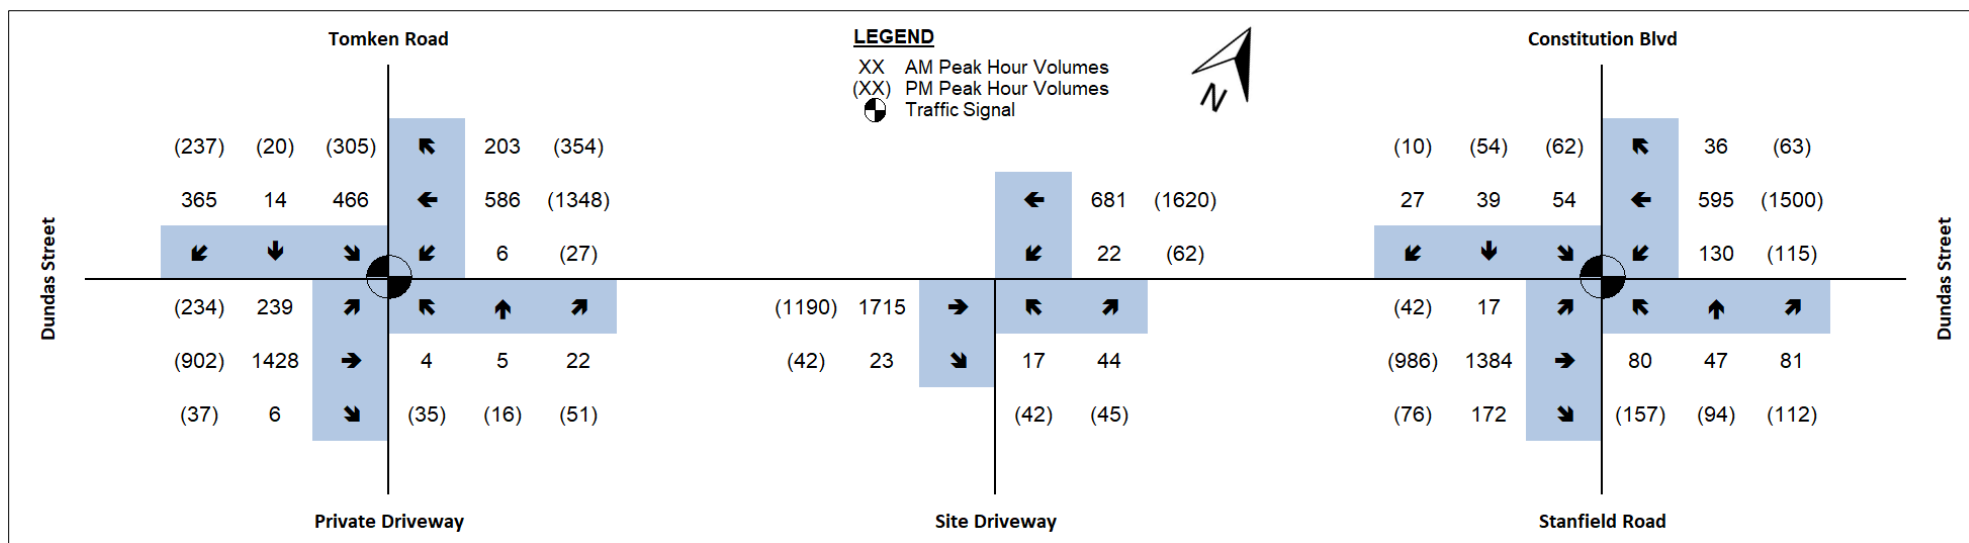 Tomken Road
LEGEND
XX AM Peak Hour Volumes
(XX) PM Peak Hour Volumes
Traffic Signal
N
Constitution Blvd
(237) (20) (305) 203 (354)
(10) (54) (62) 36 (63)
365 14 466 586 (1348)
681 (1620)
27 39 54 595 (1500)
6 (27)
22 (62)
130 (115)
Dundas Street
Dundas Street
(234) 239
(1190) 1715
(42) 17
(902) 1428 4 5 22
(42) 23 17 44
(986) 1384 80 47 81
(37) 6 (35) (16) (51)
(42) (45)
(76) 172 (157) (94) (112)
Private Driveway
Site Driveway
Stanfield Road